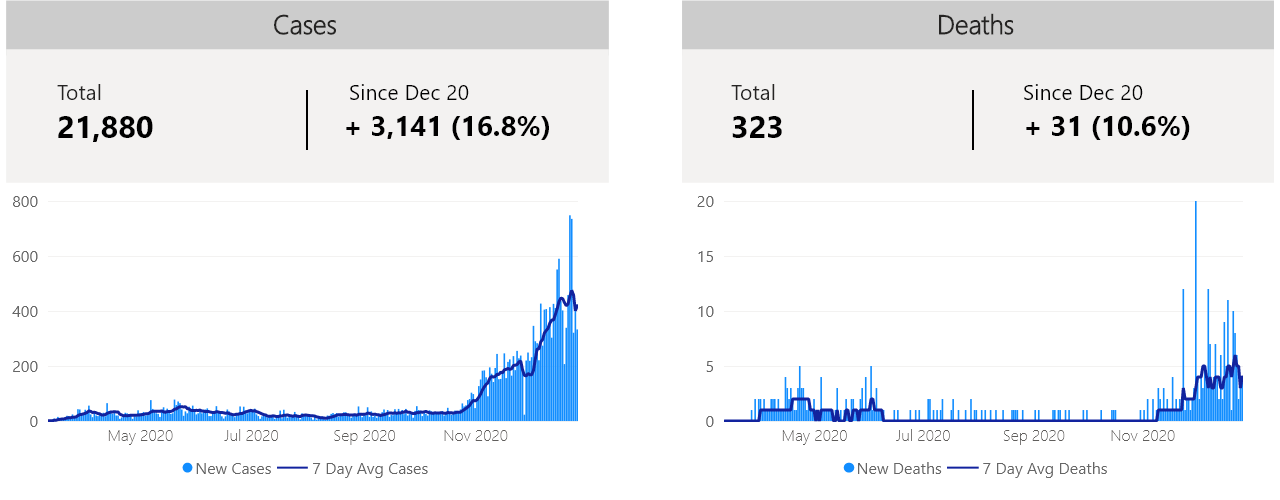 Cases
Total
21,880
Since Dec 20
+ 3,141 (16.8%)
800
600
400
200
0
May 2020 Jul 2020 Sep 2020 Nov 2020
New Cases 7 Day Avg Cases
Deaths
Total
323
Since Dec 20
+ 31 (10.6%)
20
15
10
5
0
May 2020 Jul 2020 Sep 2020 Nov 2020
New Deaths 7 Day Avg Deaths